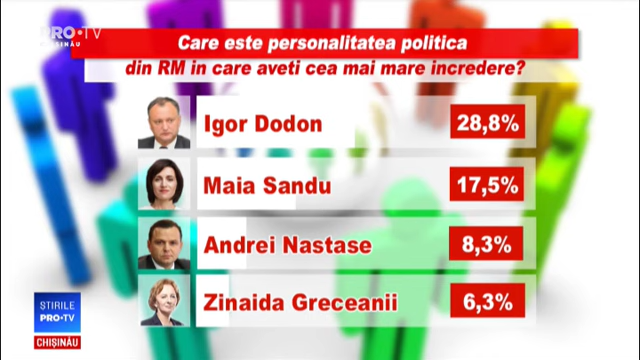 PRO•TV
CHIȘINĂU
Care este personalitatea politica
din RM in care aveti cea mai mare incredere?
Igor Dodon 28,8%
Maia Sandu 17,5%
Andrei Nastase 8,3%
Zinaida Greceanii 6,3%
STIRILE
PRO•TV
CHIȘINĂU